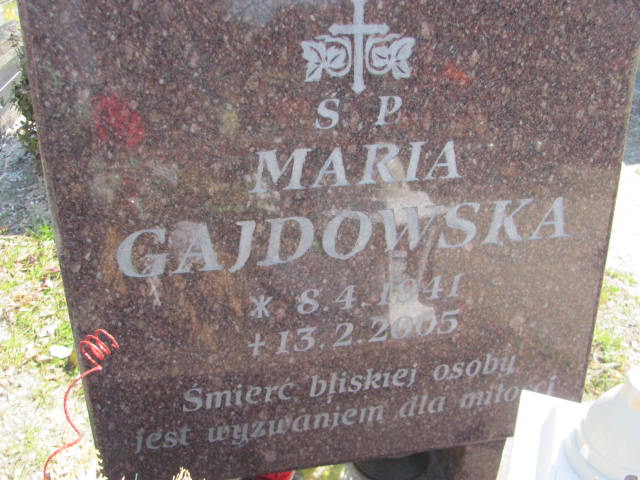 Ś P
MARIA
GAJDOWSKA
* 8.4.1941
+ 13.2.2005
Śmierć bliskiej osoby
jest wyzwaniem dla miłości